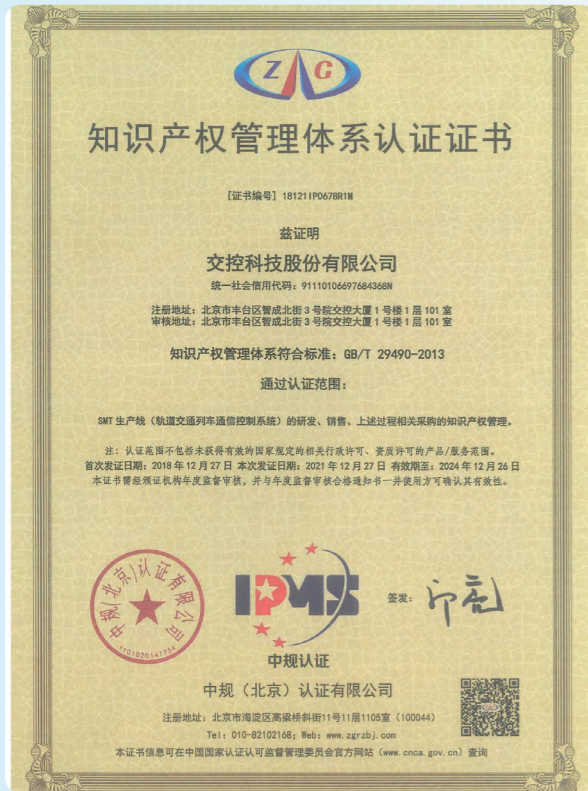 ZGC
知识产权管理体系认证证书
[证书编号] 18121IP0678R1M
兹证明
交控科技股份有限公司
统一社会信用代码：91110106697684368N
注册地址：北京市丰台区智成北街3号院交控大厦1号楼1层101室
审核地址：北京市丰台区智成北街3号院交控大厦1号楼1层101室
知识产权管理体系符合标准：GB/T 29490-2013
通过认证范围：
SMT生产线（轨道交通列车通信控制系统）的研发、销售、上述过程相关采购的知识产权管理。
注：认证范围不包括未获得有效的国家规定的相关行政许可、资质许可的产品/服务范围。
首次发证日期：2018年12月27日 本次发证日期：2021年12月27日 有效期至：2024年12月26日
本证书需经颁证机构年度监督审核，并与年度监督审核合格通知书一并使用方可确认其有效性。
中规(北京)认证有限公司
1101020147754
IPMS
中规认证
签发：
中规（北京）认证有限公司
注册地址：北京市海淀区高粱桥斜街11号11层1105室（100044）
Tel：010-82102168；Web：www.zgrzbj.com
本证书信息可在中国国家认证认可监督管理委员会官方网站（www.cnca.gov.cn）查询